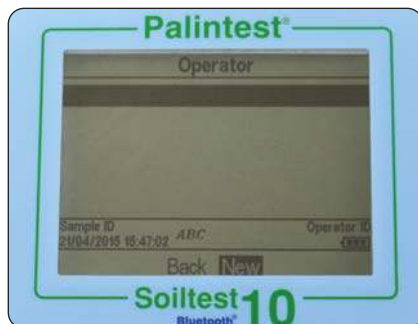 Palintest®
Operator
Sample ID ABC Operator ID
21/04/2015 15:47:02
Back New
Soiltest 10
Bluetooth®